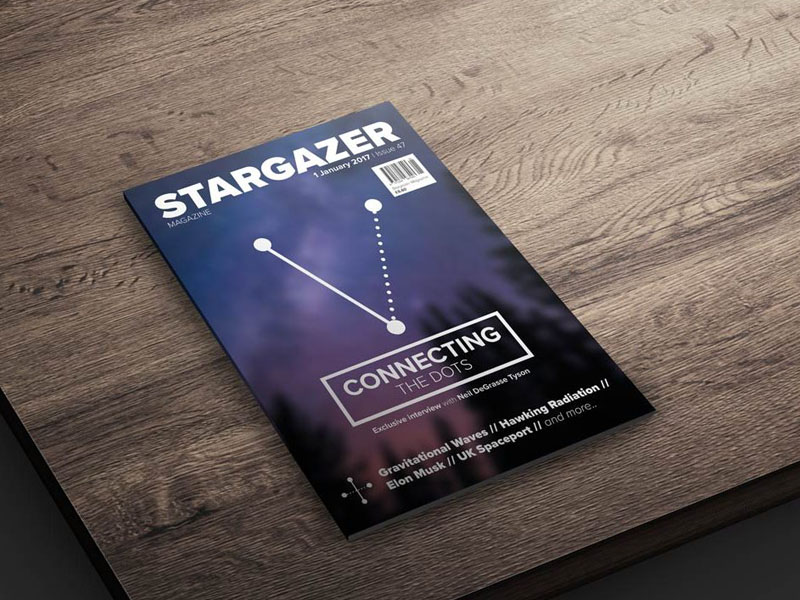 STARGAZER
MAGAZINE
1 January 2017 | Issue 47
CONNECTING
THE DOTS
Exclusive interview with Neil DeGrasse Tyson
Gravitational Waves // Hawking Radiation //
Elon Musk // UK Spaceport // and more..